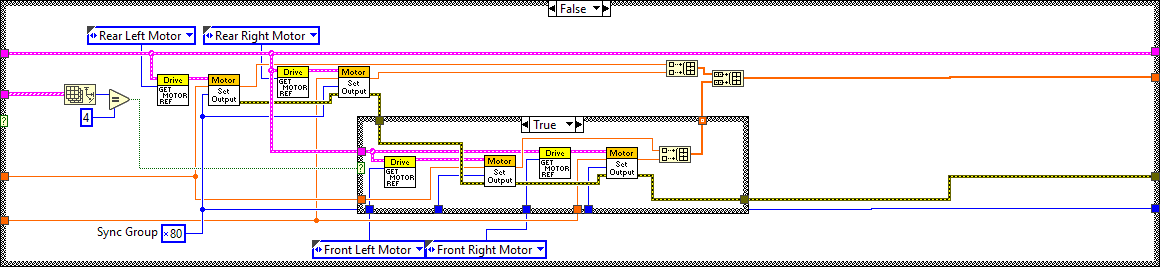 False
Rear Left Motor
Rear Right Motor
Drive
GET
MOTOR
REF
Motor
Set
Output
Drive
GET
MOTOR
REF
Motor
Set
Output
=
4
?
True
?
Drive
GET
MOTOR
REF
Motor
Set
Output
Drive
GET
MOTOR
REF
Motor
Set
Output
Sync Group
×80
Front Left Motor
Front Right Motor